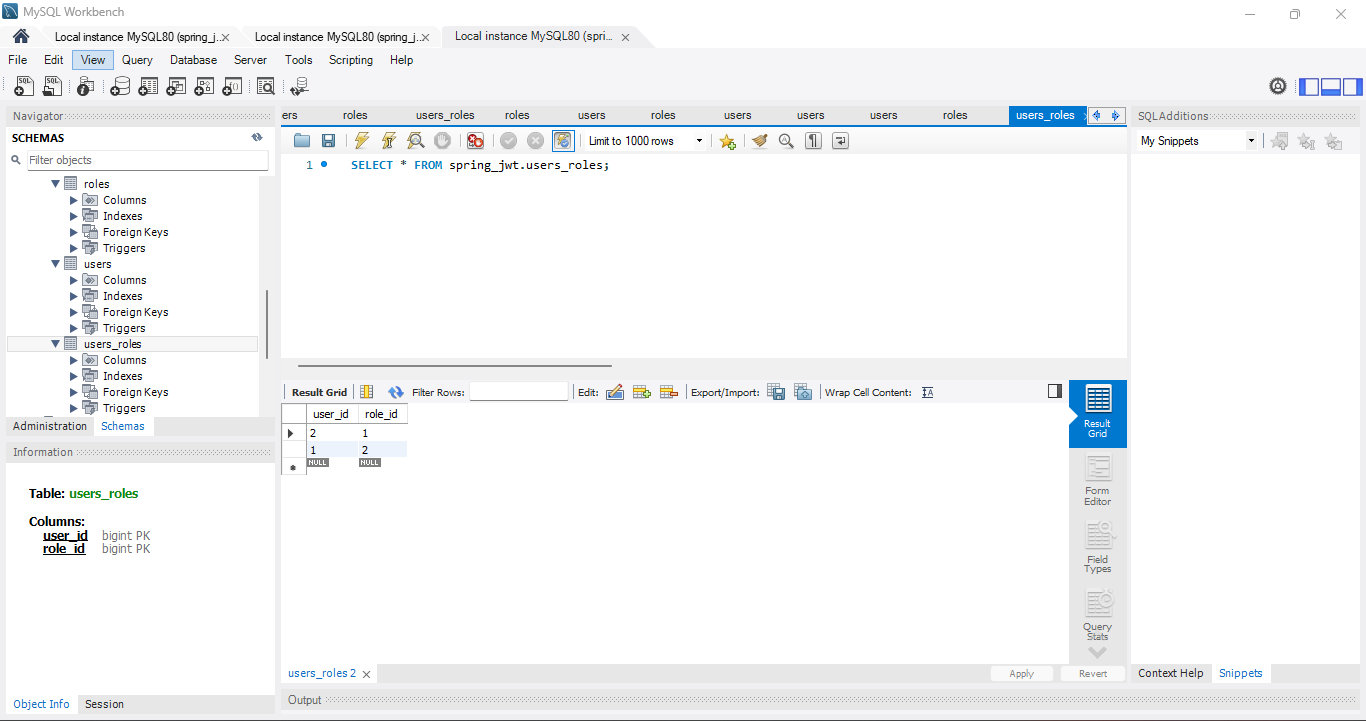 MySQL Workbench
Local instance MySQL80 (spring_j... Local instance MySQL80 (spring_j... Local instance MySQL80 (spri...
File Edit View Query Database Server Tools Scripting Help
Navigator
SCHEMAS
Filter objects
roles
Columns
Indexes
Foreign Keys
Triggers
users
Columns
Indexes
Foreign Keys
Triggers
users_roles
Columns
Indexes
Foreign Keys
Triggers
Administration Schemas
Information
Table: users_roles
Columns:
user_id bigint PK
role_id bigint PK
Object Info Session
ers roles users_roles roles users roles users users users roles users_roles
Limit to 1000 rows
1 SELECT * FROM spring_jwt.users_roles;
Result Grid Filter Rows: Edit: Export/Import: Wrap Cell Content:
user_id role_id
2 1
1 2
NULL NULL
Result
Grid
Form
Editor
Field
Types
Query
Stats
users_roles 2 Apply Revert
Output
SQLAdditions
My Snippets
Context Help Snippets